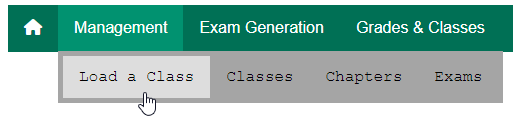 Management Exam Generation Grades & Classes
Load a Class Classes Chapters Exams